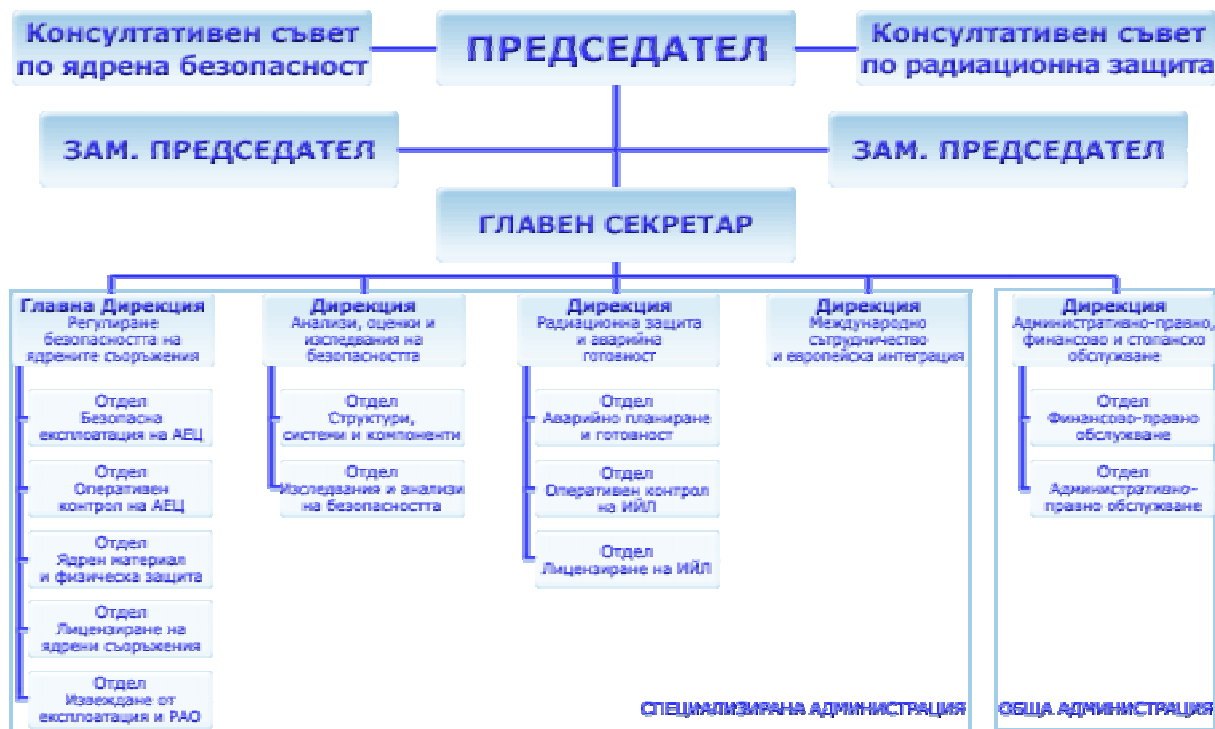 Консултативен съвет
по ядрена безопасност
ПРЕДСЕДАТЕЛ
Консултативен съвет
по радиационна защита
ЗАМ. ПРЕДСЕДАТЕЛ
ЗАМ. ПРЕДСЕДАТЕЛ
ГЛАВЕН СЕКРЕТАР
Главна Дирекция
Регулиране
безопасността на
ядрените съоръжения
Отдел
Безопасна
експлоатация на АЕЦ
Отдел
Оперативен
контрол на АЕЦ
Отдел
Ядрен материал
и физическа защита
Отдел
Лицензиране на
ядрени съоръжения
Отдел
Извеждане от
експлоатация и РАО
Дирекция
Анализи, оценки и
изследвания на
безопасността
Отдел
Структури,
системи и компоненти
Отдел
Изследвания и анализи
на безопасността
Дирекция
Радиационна защита
и аварийна
готовност
Отдел
Аварийно планиране
и готовност
Отдел
Оперативен контрол
на ИЙЛ
Отдел
Лицензиране на ИЙЛ
Дирекция
Международно
сътрудничество
и европейска интеграция
СПЕЦИАЛИЗИРАНА АДМИНИСТРАЦИЯ
Дирекция
Административно-правно,
финансово и стопанско
обслужване
Отдел
Финансово-правно
обслужване
Отдел
Административно-
правно обслужване
ОБЩА АДМИНИСТРАЦИЯ